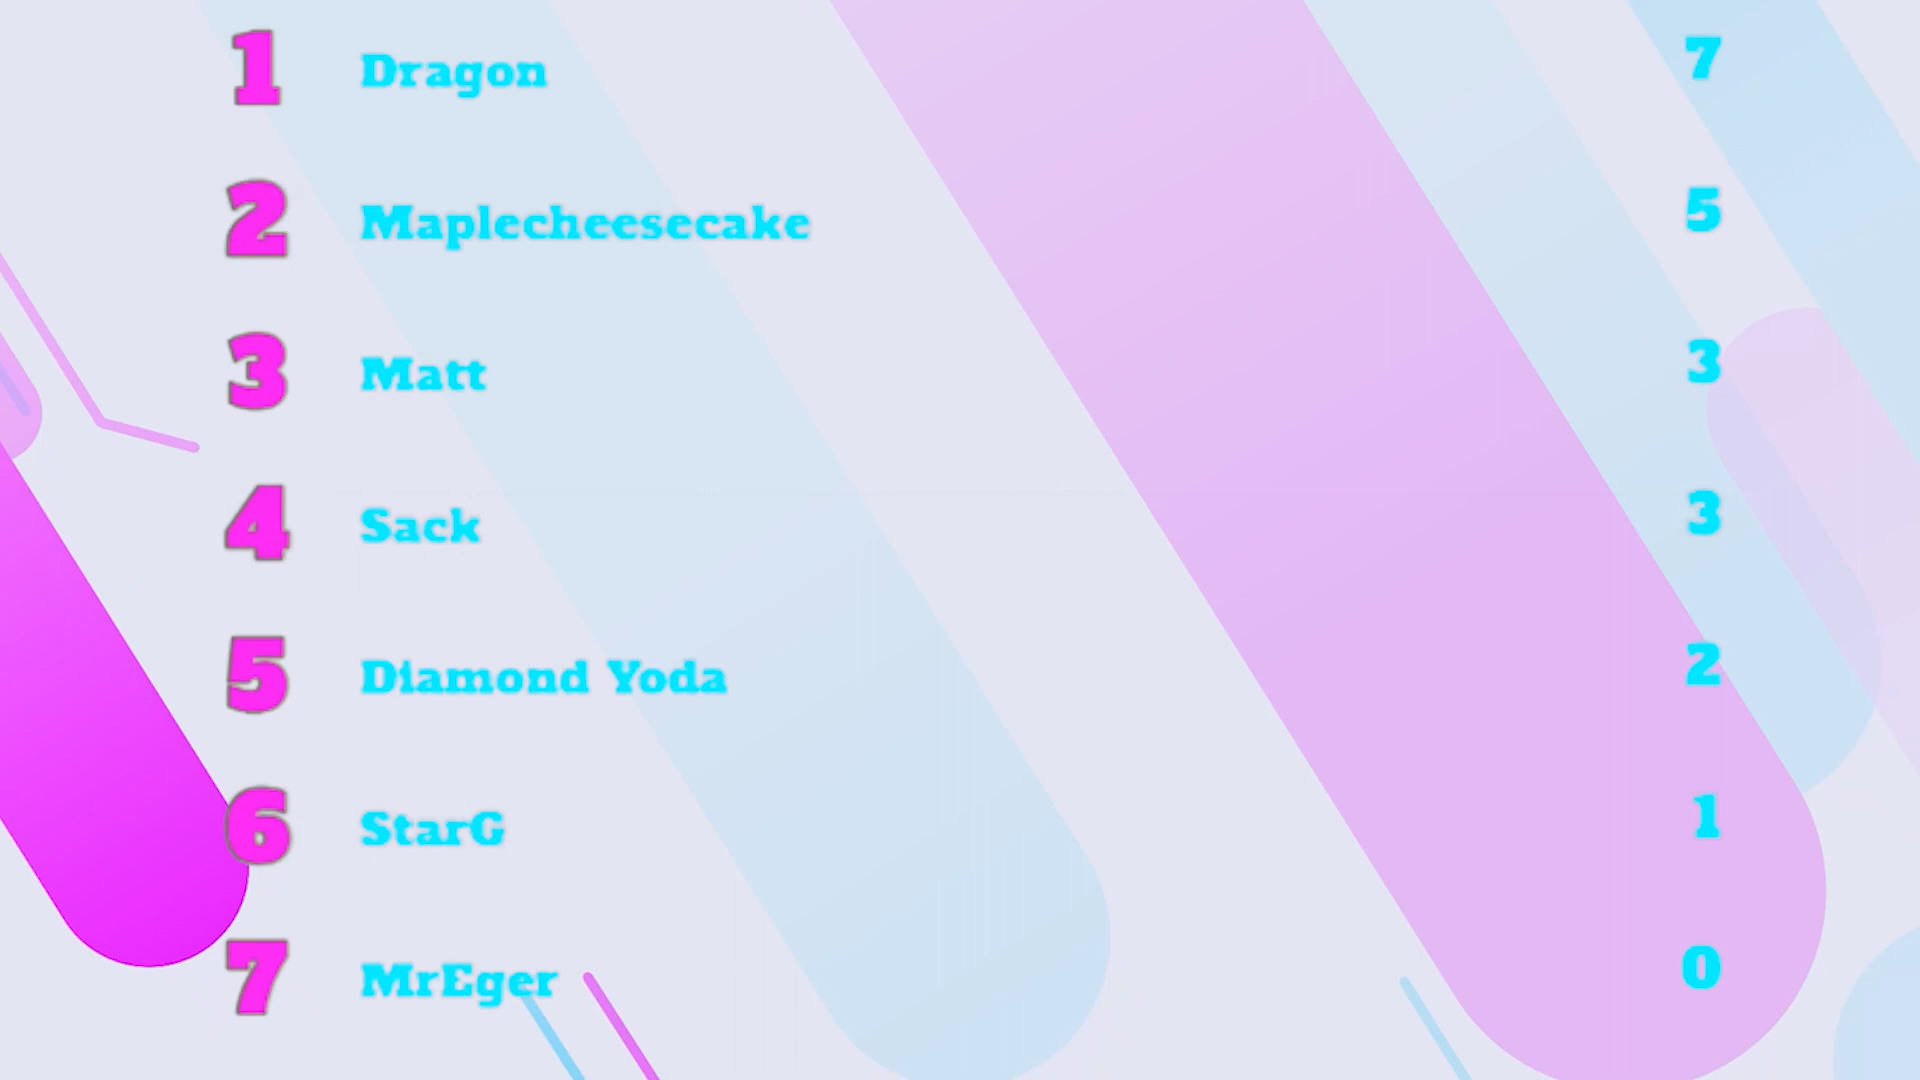 1 Dragon 7
2 Maplecheesecake 5
3 Matt 3
4 Sack 3
5 Diamond Yoda 2
6 StarG 1
7 MrEger 0